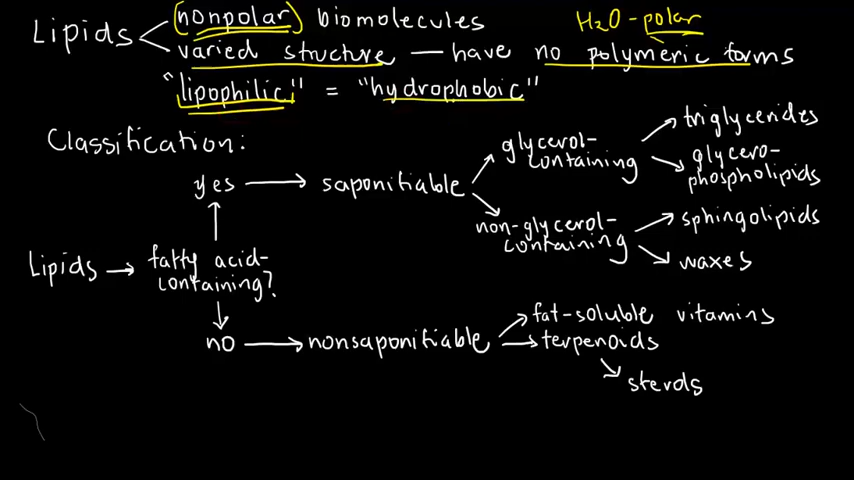 Lipids (nonpolar) biomolecules H2O - polar
varied structure — have no polymeric forms
"lipophilic" = "hydrophobic"
Classification:
yes → saponifiable
glycerol-
containing
triglycerides
glycero-
phospholipids
non-glycerol-
containing
sphingolipids
waxes
Lipids → fatty acid-
containing?
no → nonsaponifiable
fat-soluble vitamins
terpenoids
sterols